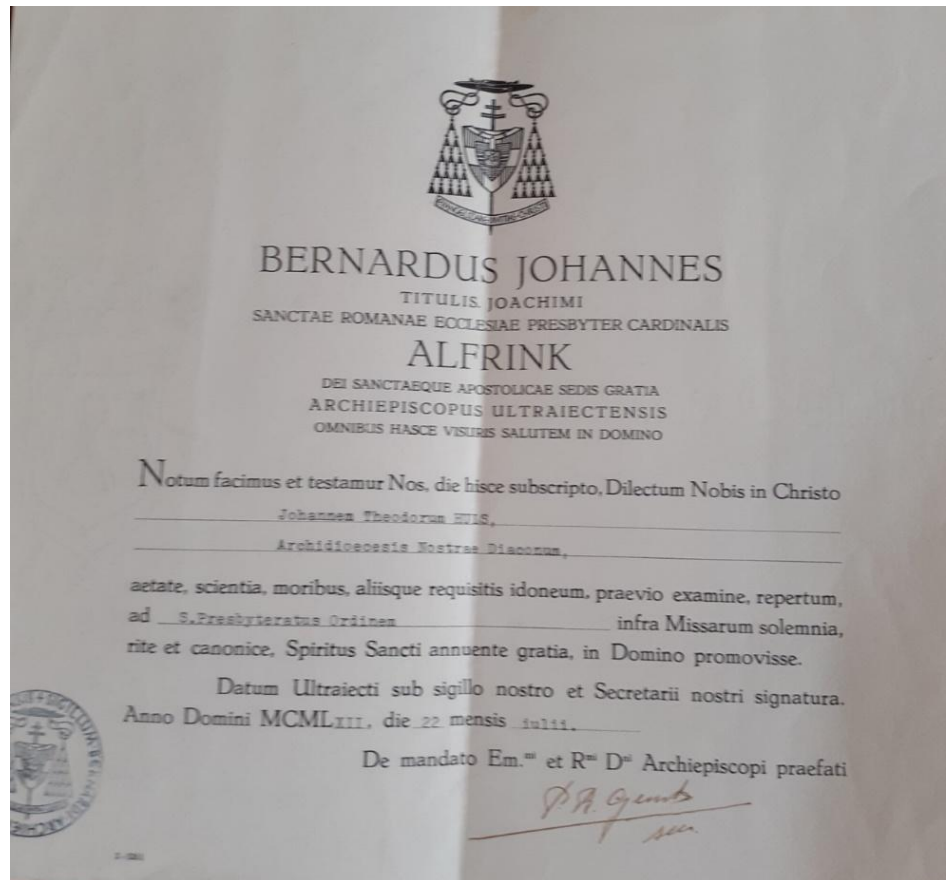 BERNARDUS JOHANNES
TITULIS. JOACHIMI
SANCTAE ROMANAE ECCLESIAE PRESBYTER CARDINALIS
ALFRINK
DEI SANCTAEQUE APOSTOLICAE SEDIS GRATIA
ARCHIEPISCOPUS ULTRAIECTENSIS
OMNIBUS HASCE VISURIS SALUTEM IN DOMINO
Notum facimus et testamur Nos, die hisce subscripto, Dilectum Nobis in Christo
Johannem Theodorum
Archidioecesis Nostrae Diaconum,
aetate, scientia, moribus, aliisque requisitis idoneum, praevio examine, repertum,
ad S.Presbyteratus Ordinem infra Missarum solemnia,
rite et canonice, Spiritus Sancti annuente gratia, in Domino promovisse.
Datum Ultraiecti sub sigillo nostro et Secretarii nostri signatura.
Anno Domini MCMLXIII, die 22 mensis iulii.
De mandato Em.mi et Rmi Dni Archiepiscopi praefati